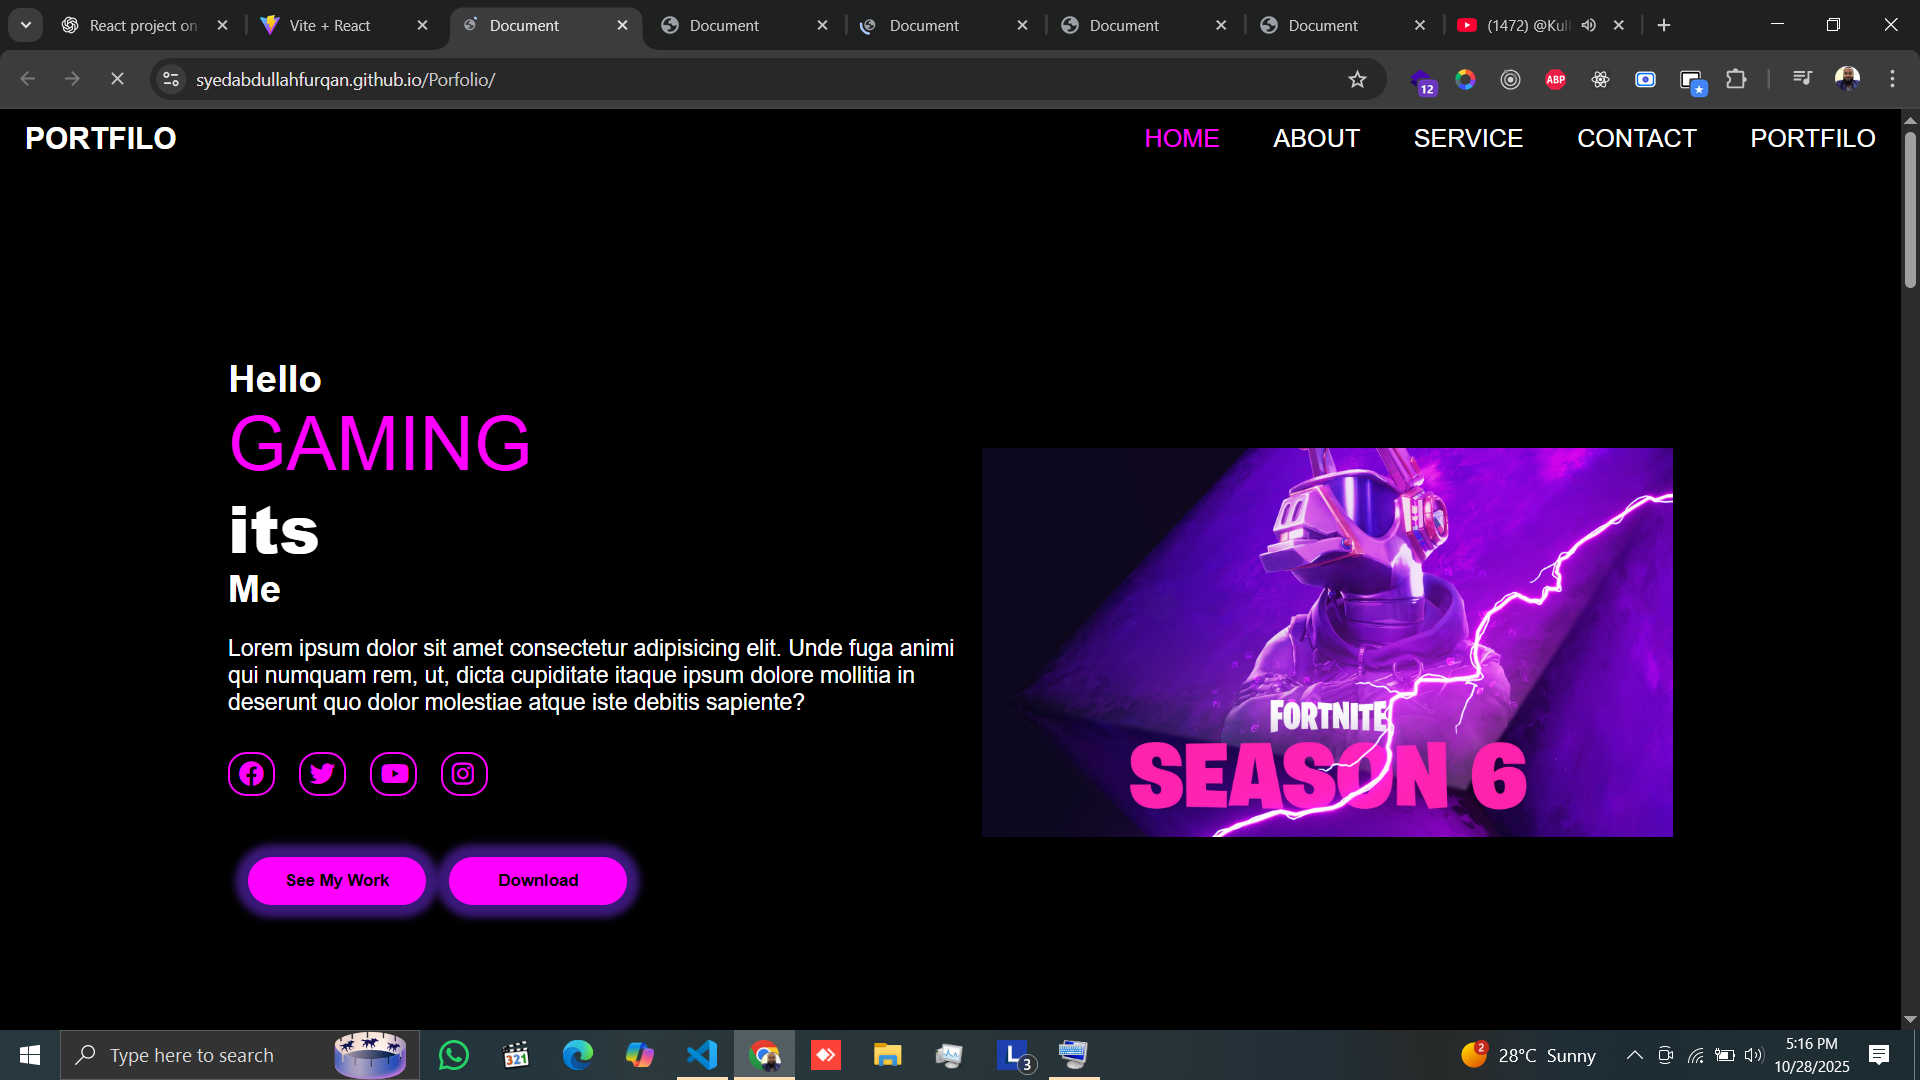 React project on
Vite + React
Document
Document
Document
Document
Document
(1472) @Kul
syedabdullahfurqan.github.io/Porfolio/
12
ABP
PORTFILO
HOME
ABOUT
SERVICE
CONTACT
PORTFILO
Hello
GAMING
its
Me
Lorem ipsum dolor sit amet consectetur adipisicing elit. Unde fuga animi
qui numquam rem, ut, dicta cupiditate itaque ipsum dolore mollitia in
deserunt quo dolor molestiae atque iste debitis sapiente?
See My Work
Download
FORTNITE
SEASON 6
Type here to search
321
L
3
2
28°C Sunny
5:16 PM
10/28/2025